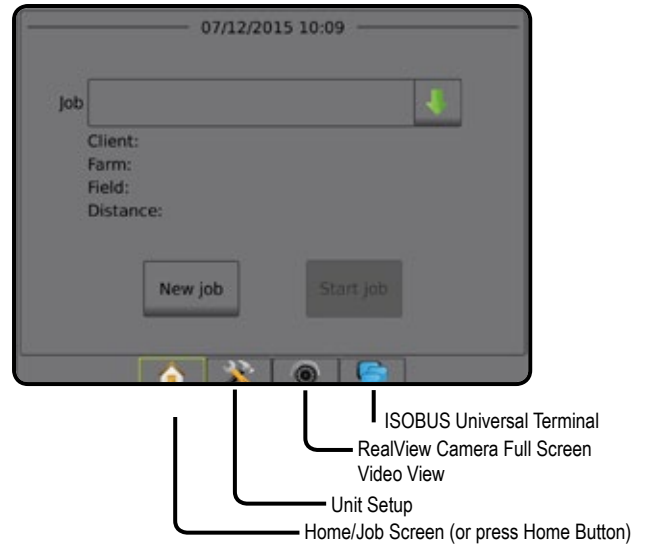 07/12/2015 10:09
Job
Client:
Farm:
Field:
Distance:
New job
Start job
ISOBUS Universal Terminal
RealView Camera Full Screen
Video View
Unit Setup
Home/Job Screen (or press Home Button)